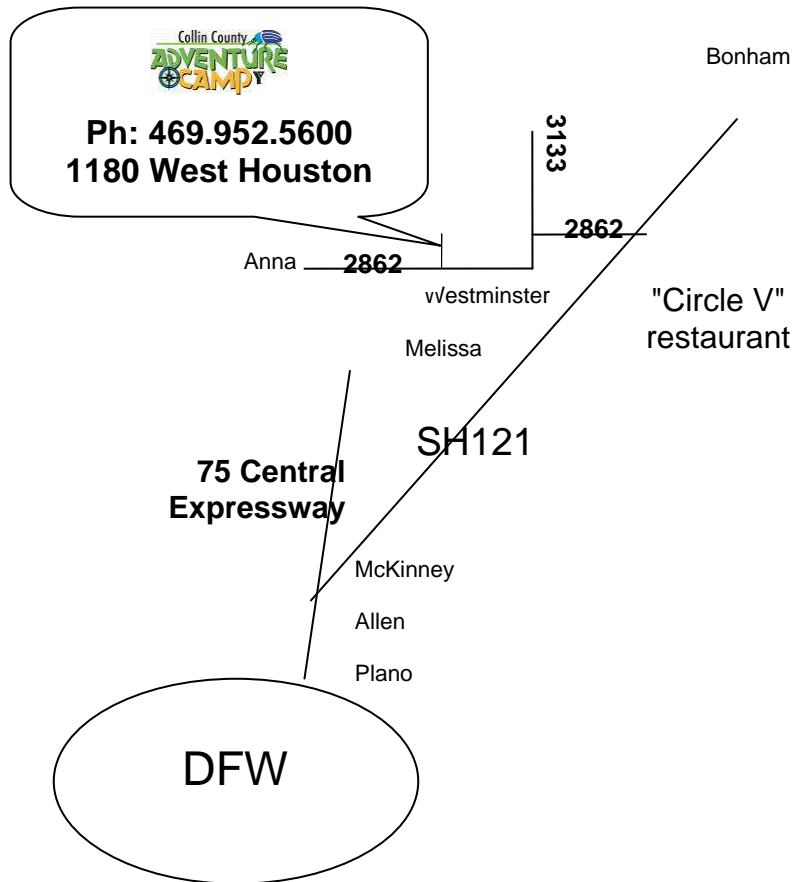 Collin County
ADVENTURE
CAMP Y
Ph: 469.952.5600
1180 West Houston
Bonham
3133
2862
Anna
2862
Westminster
"Circle V"
restaurant
Melissa
SH121
75 Central
Expressway
McKinney
Allen
Plano
DFW